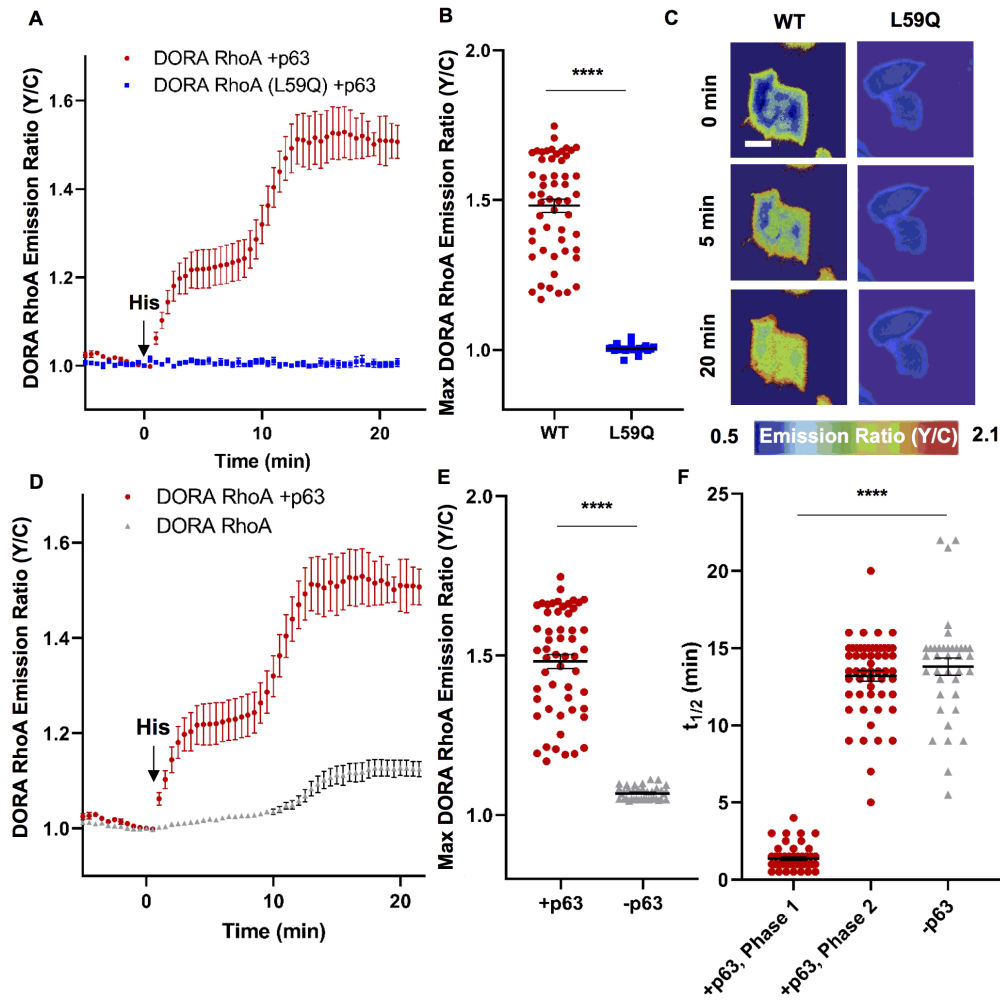 A
DORA RhoA +p63
DORA RhoA (L59Q) +p63
DORA RhoA Emission Ratio (Y/C)
1.6
1.4
1.2
1.0
His
0
10
20
Time (min)
B
Max DORA RhoA Emission Ratio (Y/C)
2.0
1.5
1.0
****
WT
L59Q
C
WT
L59Q
0 min
5 min
20 min
0.5
Emission Ratio (Y/C)
2.1
D
DORA RhoA +p63
DORA RhoA
DORA RhoA Emission Ratio (Y/C)
1.6
1.4
1.2
1.0
His
0
10
20
Time (min)
E
Max DORA RhoA Emission Ratio (Y/C)
2.0
1.5
1.0
****
+p63
-p63
F
t1/2 (min)
25
20
15
10
5
0
****
+p63, Phase 1
+p63, Phase 2
-p63